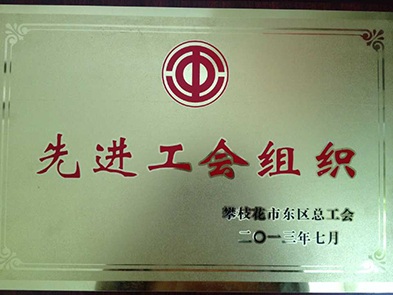 先进工会组织
攀枝花市东区总工会
二〇一三年七月